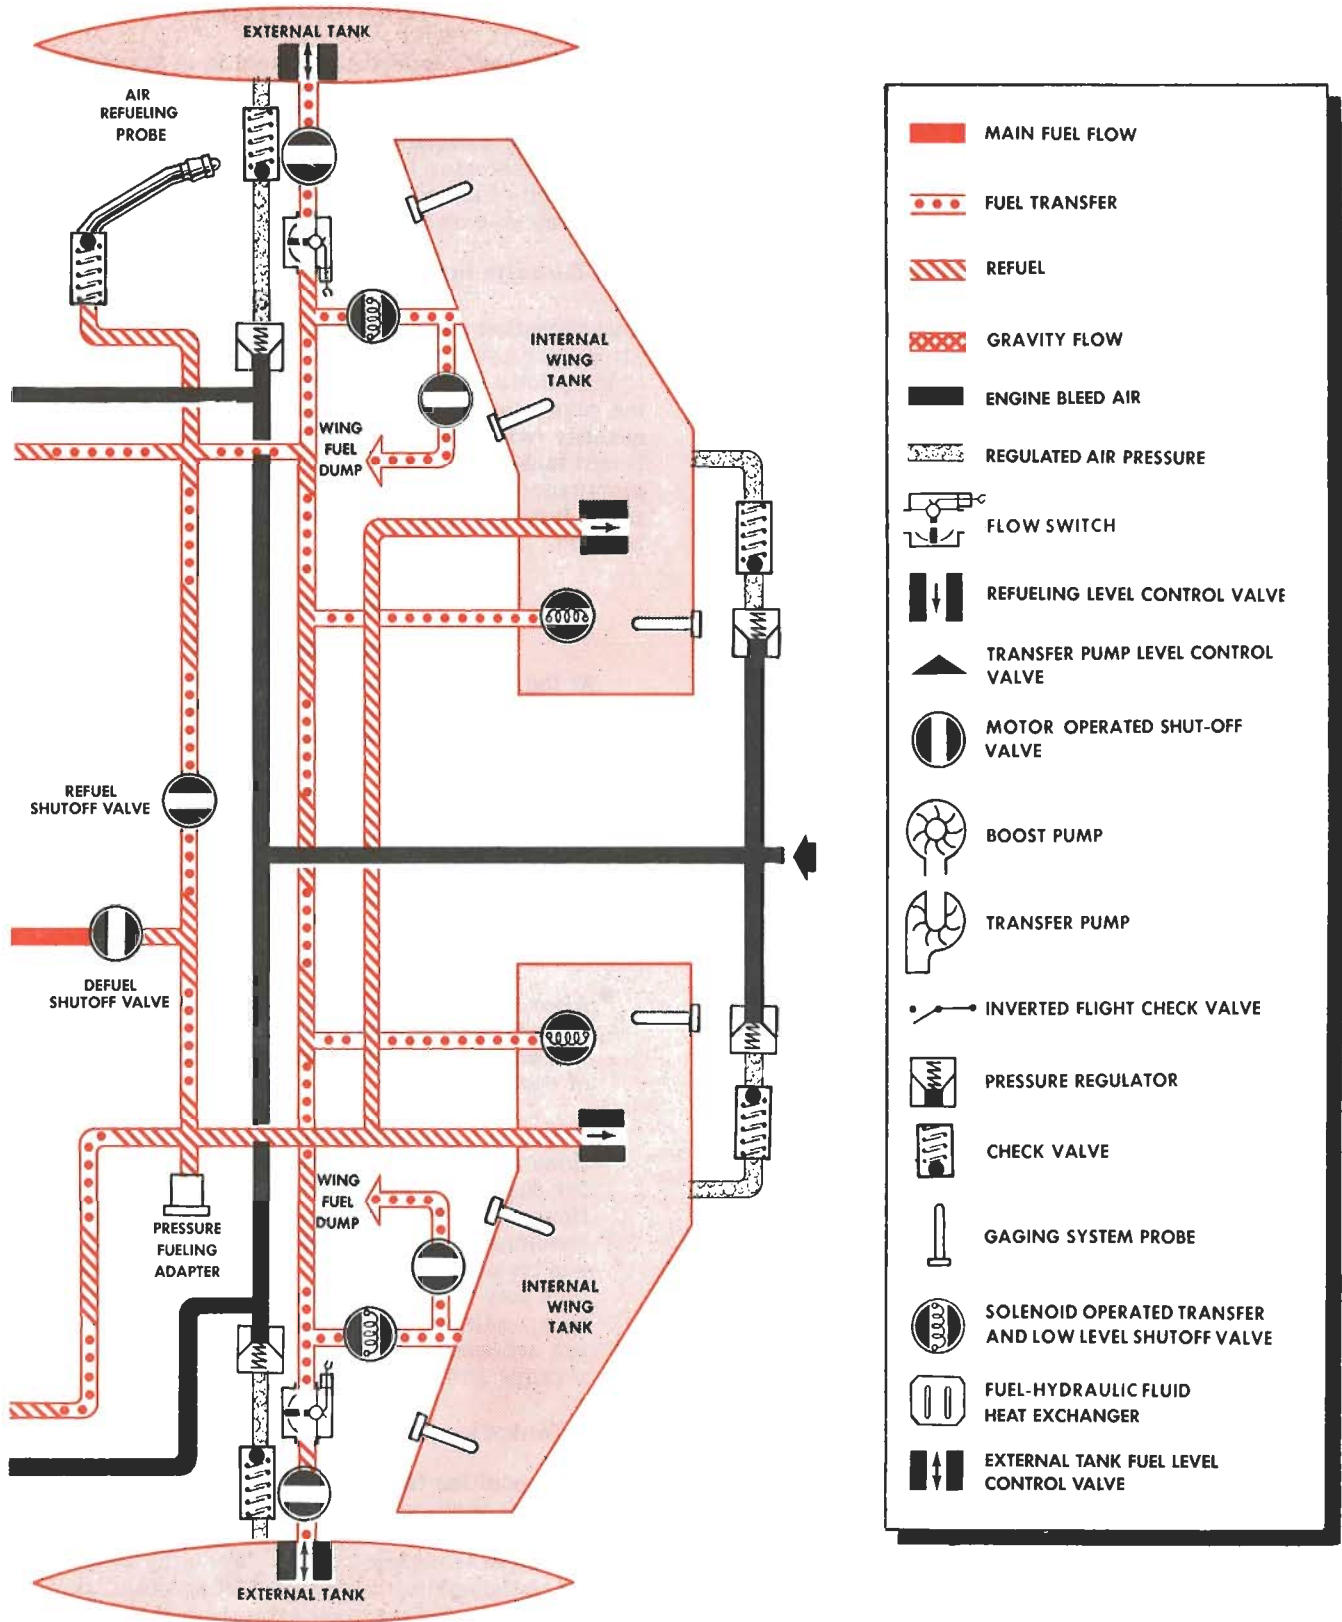 EXTERNAL TANK
AIR
REFUELING
PROBE
INTERNAL
WING
TANK
WING
FUEL
DUMP
REFUEL
SHUTOFF VALVE
DEFUEL
SHUTOFF VALVE
WING
FUEL
DUMP
PRESSURE
FUELING
ADAPTER
INTERNAL
WING
TANK
EXTERNAL TANK
MAIN FUEL FLOW
FUEL TRANSFER
REFUEL
GRAVITY FLOW
ENGINE BLEED AIR
REGULATED AIR PRESSURE
FLOW SWITCH
REFUELING LEVEL CONTROL VALVE
TRANSFER PUMP LEVEL CONTROL
VALVE
MOTOR OPERATED SHUT-OFF
VALVE
BOOST PUMP
TRANSFER PUMP
INVERTED FLIGHT CHECK VALVE
PRESSURE REGULATOR
CHECK VALVE
GAGING SYSTEM PROBE
SOLENOID OPERATED TRANSFER
AND LOW LEVEL SHUTOFF VALVE
FUEL-HYDRAULIC FLUID
HEAT EXCHANGER
EXTERNAL TANK FUEL LEVEL
CONTROL VALVE